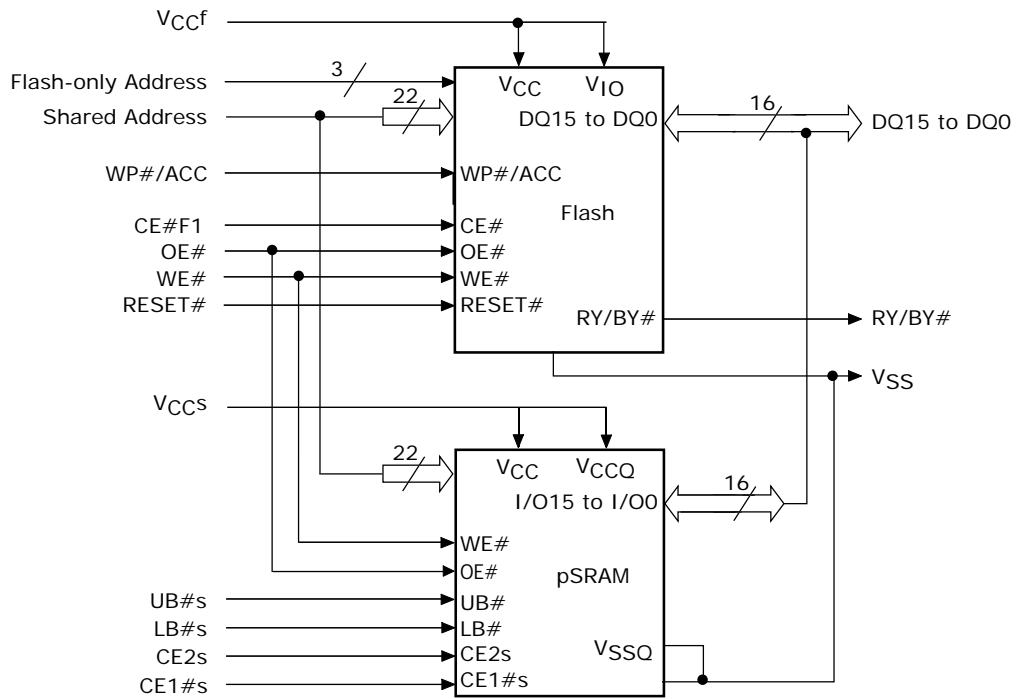 VCCf
Flash-only Address
3
VCC
VIO
Shared Address
22
DQ15 to DQ0
16
DQ15 to DQ0
WP#/ACC
WP#/ACC
Flash
CE#F1
CE#
OE#
OE#
WE#
WE#
RESET#
RESET#
RY/BY#
RY/BY#
VSS
VCCs
22
VCC
VCCQ
I/O15 to I/O0
16
WE#
OE#
pSRAM
UB#s
UB#
LB#s
LB#
CE2s
CE2s
VSSQ
CE1#s
CE1#s